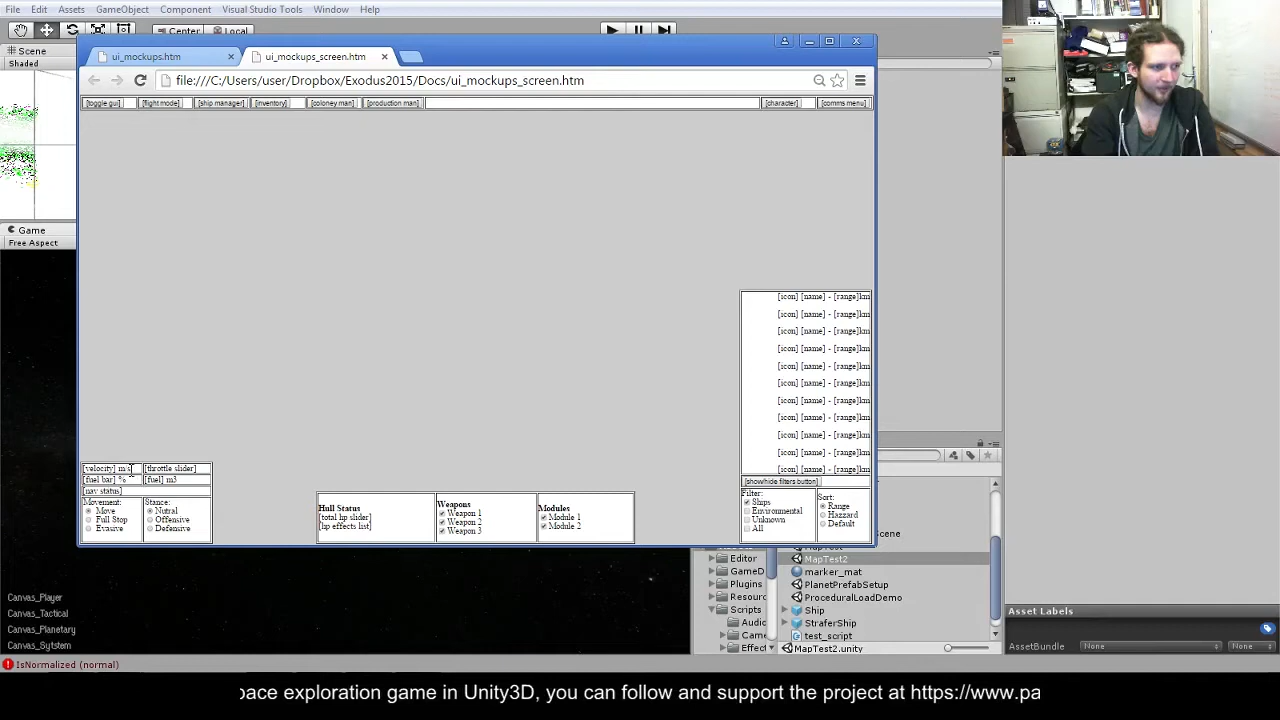 File Edit Assets GameObject Component Visual Studio Tools Window Help
Center Local
Scene
Shaded
ui_mockups.htm
ui_mockups_screen.htm
file:///C:/Users/user/Dropbox/Exodus2015/Docs/ui_mockups_screen.htm
[toggle gui] [flight mode] [ship manager] [inventory] [coloney man] [production man] [character] [comms menu]
Game
Free Aspect
[icon] [name] - [range]km
[icon] [name] - [range]km
[icon] [name] - [range]km
[icon] [name] - [range]km
[icon] [name] - [range]km
[icon] [name] - [range]km
[icon] [name] - [range]km
[icon] [name] - [range]km
[icon] [name] - [range]km
[icon] [name] - [range]km
[icon] [name] - [range]km
[show/hide filters button]
Filter:
Ships
Environmental
Unknown
All
Sort:
Range
Hazzard
Default
[velocity] m/s [throttle slider]
[fuel bar] % [fuel] m3
[nav status]
Movement:
Move
Full Stop
Evasive
Stance:
Nutral
Offensive
Defensive
Hull Status
[total hp slider]
[hp effects list]
Weapons
Weapon 1
Weapon 2
Weapon 3
Modules
Module 1
Module 2
Canvas_Player
Canvas_Tactical
Canvas_Planetary
Canvas_Sytstem
IsNormalized (normal)
Editor
GameD
Plugins
Resourc
Scripts
Audio
Came
Effect
MapTest2
marker_mat
PlanetPrefabSetup
ProceduralLoadDemo
Ship
StraferShip
test_script
MapTest2.unity
Asset Labels
AssetBundle None None
pace exploration game in Unity3D, you can follow and support the project at https://www.pa